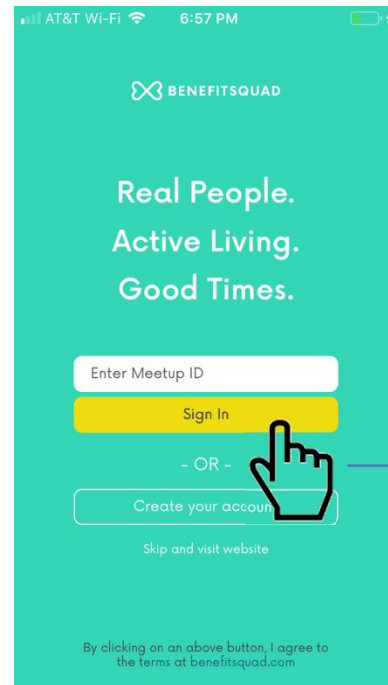 AT&T Wi-Fi 6:57 PM
BENEFITSQUAD
Real People.
Active Living.
Good Times.
Enter Meetup ID
Sign In
- OR -
Create your accoun
Skip and visit website
By clicking on an above button, I agree to
the terms at benefitsquad.com